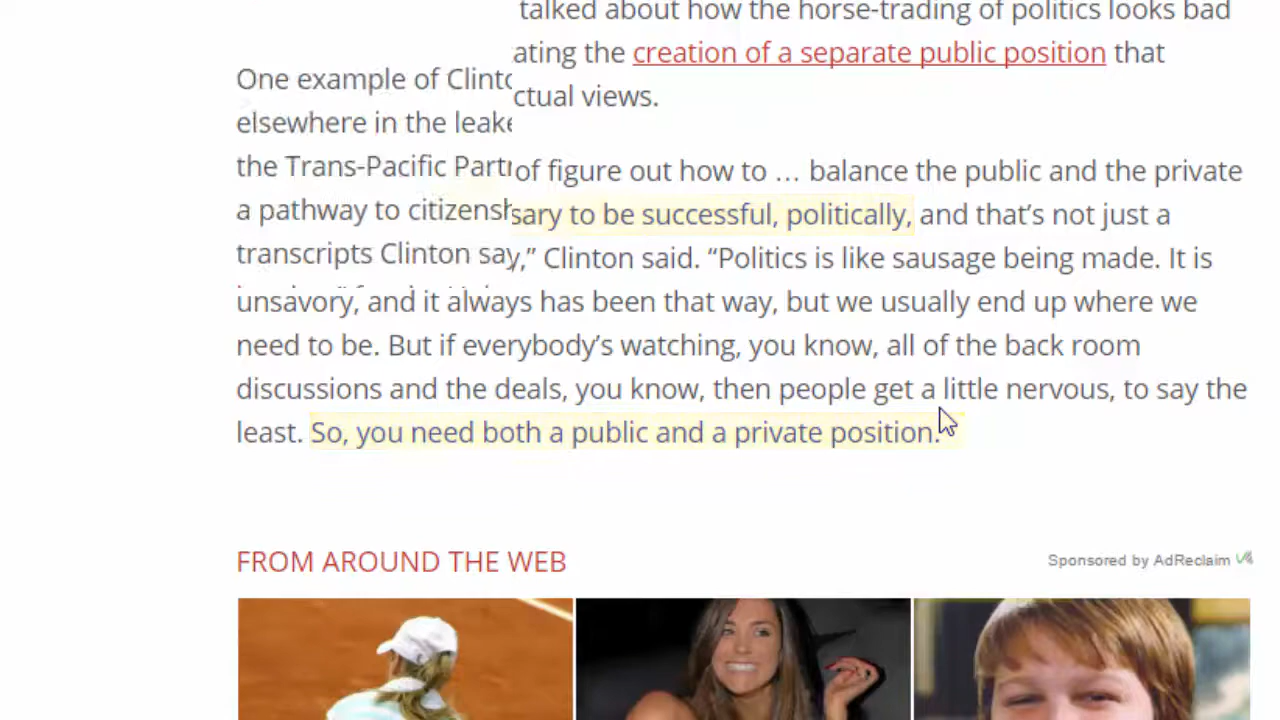 talked about how the horse-trading of politics looks bad
ating the creation of a separate public position that
ctual views.
One example of Clint
elsewhere in the leake
the Trans-Pacific Part
a pathway to citizens
transcripts Clinton say,” Clinton said. “Politics is like sausage being made. It is
of figure out how to … balance the public and the private
sary to be successful, politically, and that’s not just a
unsavory, and it always has been that way, but we usually end up where we
need to be. But if everybody’s watching, you know, all of the back room
discussions and the deals, you know, then people get a little nervous, to say the
least. So, you need both a public and a private position.
FROM AROUND THE WEB
Sponsored by AdReclaim